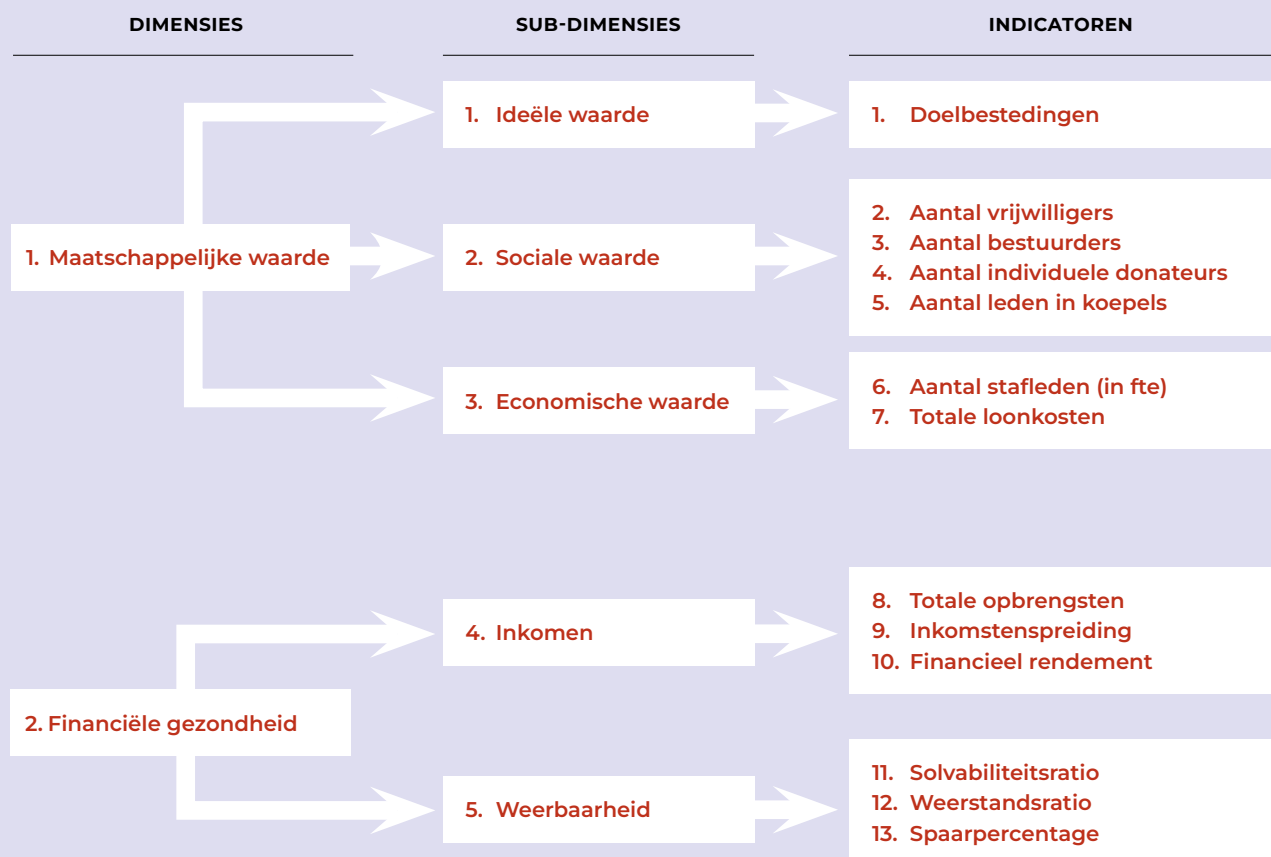 DIMENSIES
SUB-DIMENSIES
INDICATOREN
1. Maatschappelijke waarde
1. Ideële waarde
1. Doelbestedingen
2. Sociale waarde
2. Aantal vrijwilligers
3. Aantal bestuurders
4. Aantal individuele donateurs
5. Aantal leden in koepels
3. Economische waarde
6. Aantal stafleden (in fte)
7. Totale loonkosten
2. Financiële gezondheid
4. Inkomen
8. Totale opbrengsten
9. Inkomstenspreiding
10. Financieel rendement
5. Weerbaarheid
11. Solvabiliteitsratio
12. Weerstandsratio
13. Spaarpercentage